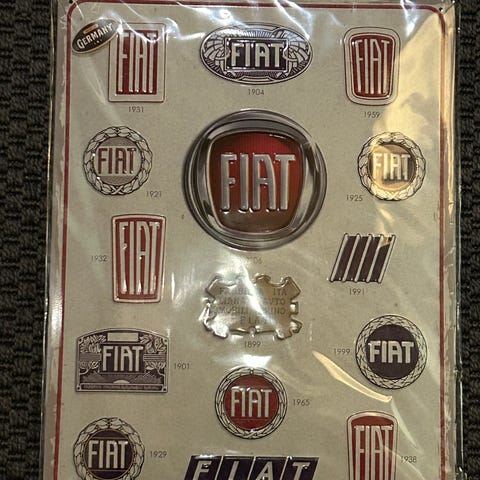 GERMANY
FIAT
1931
FIAT
1904
FIAT
1959
FIAT
1921
FIAT
FIAT
1925
FIAT
1932
1991
ITA
1899
FIAT
1901
FIAT
1999
FIAT
1965
FIAT
1929
FIAT
FIAT
1938